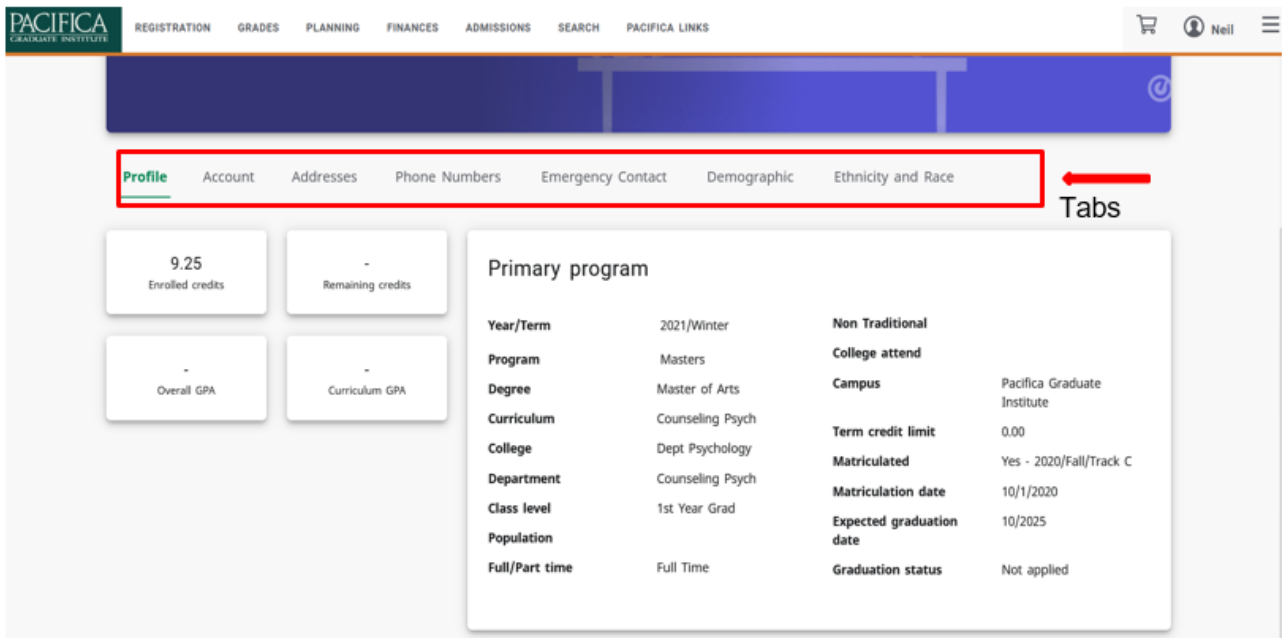 PACIFICA
GRADUATE INSTITUTE
REGISTRATION GRADES PLANNING FINANCES ADMISSIONS SEARCH PACIFICA LINKS Neil
Profile Account Addresses Phone Numbers Emergency Contact Demographic Ethnicity and Race
Tabs
9.25
Enrolled credits
-
Remaining credits
-
Overall GPA
-
Curriculum GPA
Primary program
Year/Term 2021/Winter
Program Masters
Degree Master of Arts
Curriculum Counseling Psych
College Dept Psychology
Department Counseling Psych
Class level 1st Year Grad
Population
Full/Part time Full Time
Non Traditional
College attend
Campus Pacifica Graduate
Institute
Term credit limit 0.00
Matriculated Yes - 2020/Fall/Track C
Matriculation date 10/1/2020
Expected graduation 10/2025
date
Graduation status Not applied